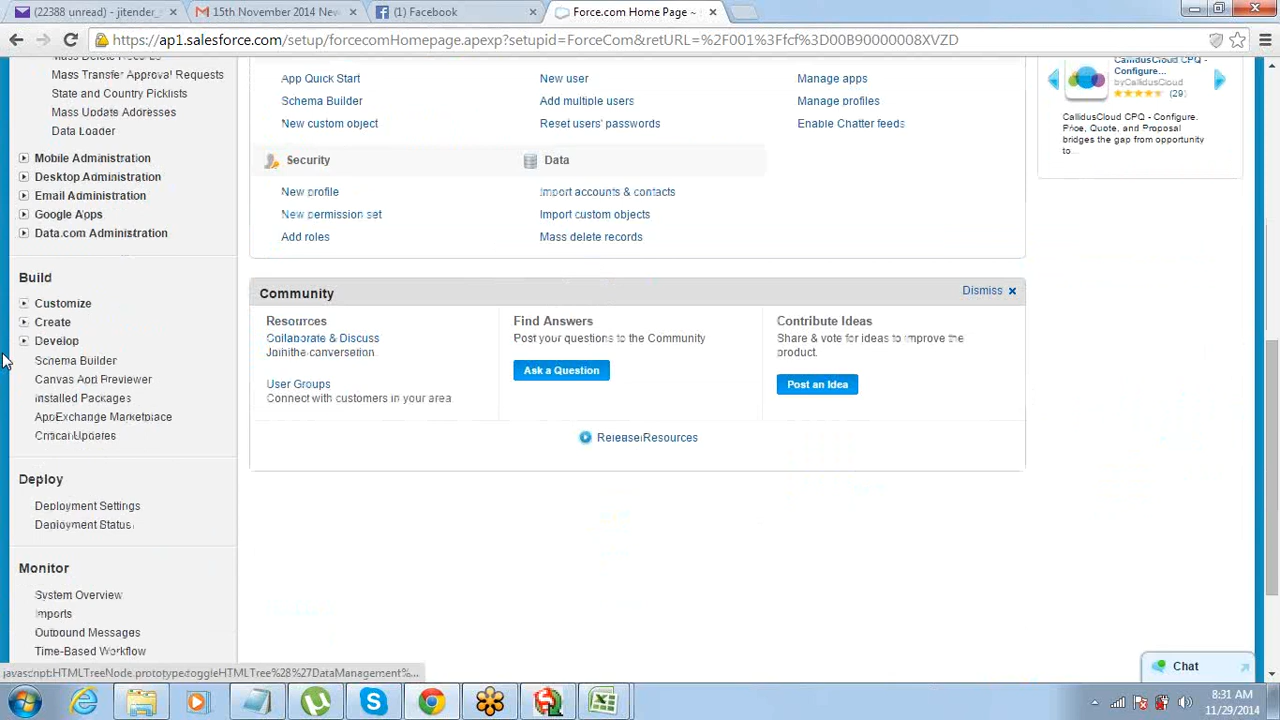 (22388 unread) - jitender_
15th November 2014 New
(1) Facebook
Force.com Home Page ~
https://ap1.salesforce.com/setup/forcecomHomepage.apexp?setupid=ForceCom&retURL=%2F001%3Ffcf%3D00B90000008XVZD
Mass Transfer Approval Requests
State and Country Picklists
Mass Update Addresses
Data Loader
Mobile Administration
Desktop Administration
Email Administration
Google Apps
Data.com Administration
Build
Customize
Create
Develop
Schema Builder
Canvas App Previewer
Installed Packages
AppExchange Marketplace
Critical Updates
Deploy
Deployment Settings
Deployment Status
Monitor
System Overview
Imports
Outbound Messages
Time-Based Workflow
App Quick Start
New user
Manage apps
Schema Builder
Add multiple users
Manage profiles
New custom object
Reset users' passwords
Enable Chatter feeds
Security
Data
New profile
Import accounts & contacts
New permission set
Import custom objects
Add roles
Mass delete records
Community
Dismiss
Resources
Collaborate & Discuss
Join the conversation.
User Groups
Connect with customers in your area
Find Answers
Post your questions to the Community
Ask a Question
Contribute Ideas
Share & vote for ideas to improve the
product.
Post an Idea
Release Resources
CallidusCloud CPQ -
Configure...
by CallidusCloud
(29)
CallidusCloud CPQ - Configure.
Price, Quote, and Proposal
bridges the gap from opportunity
to...
Chat
javascript:HTMLTreeNode.prototype.toggleHTMLTree%28%27DataManagement%...
8:31 AM
11/29/2014